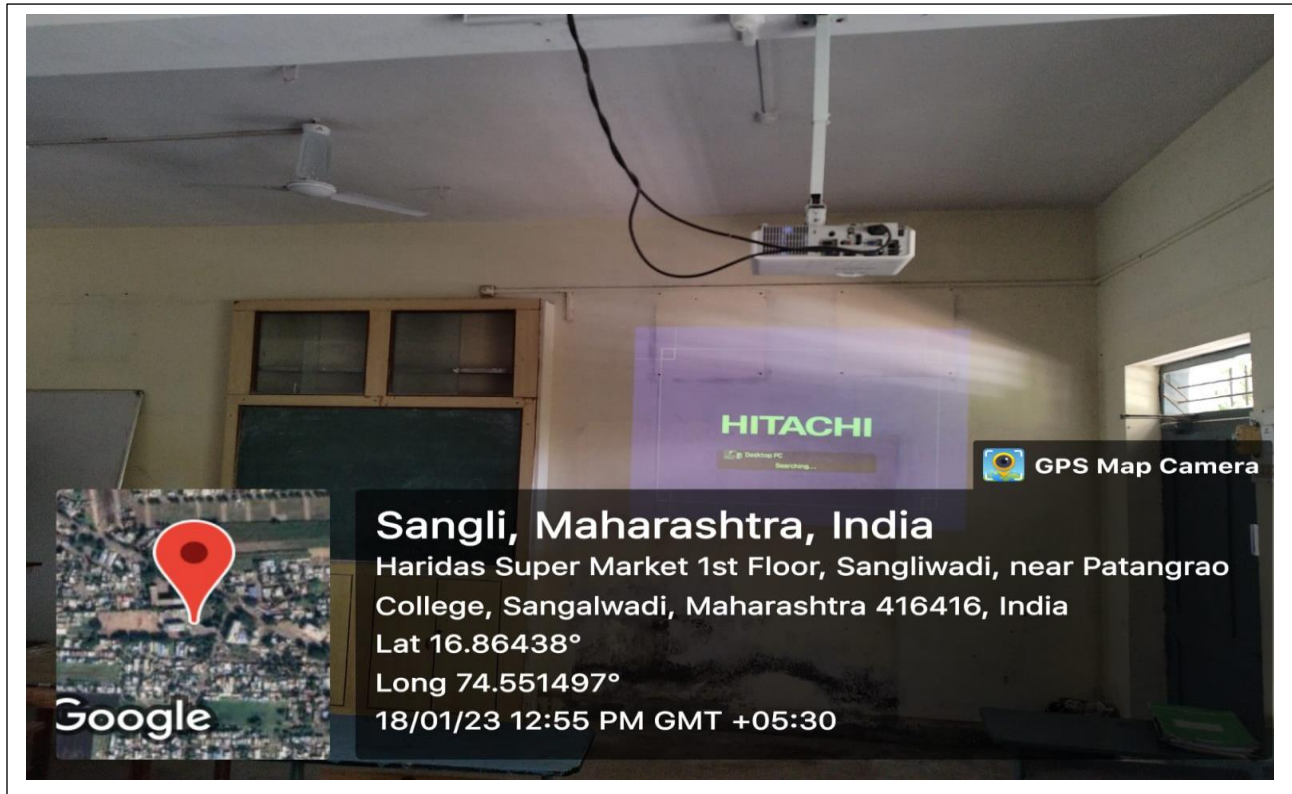 HITACHI
Desktop PC
Searching...
GPS Map Camera
Sangli, Maharashtra, India
Haridas Super Market 1st Floor, Sangliwadi, near Patangrao
College, Sangalwadi, Maharashtra 416416, India
Lat 16.86438°
Long 74.551497°
18/01/23 12:55 PM GMT +05:30
Google